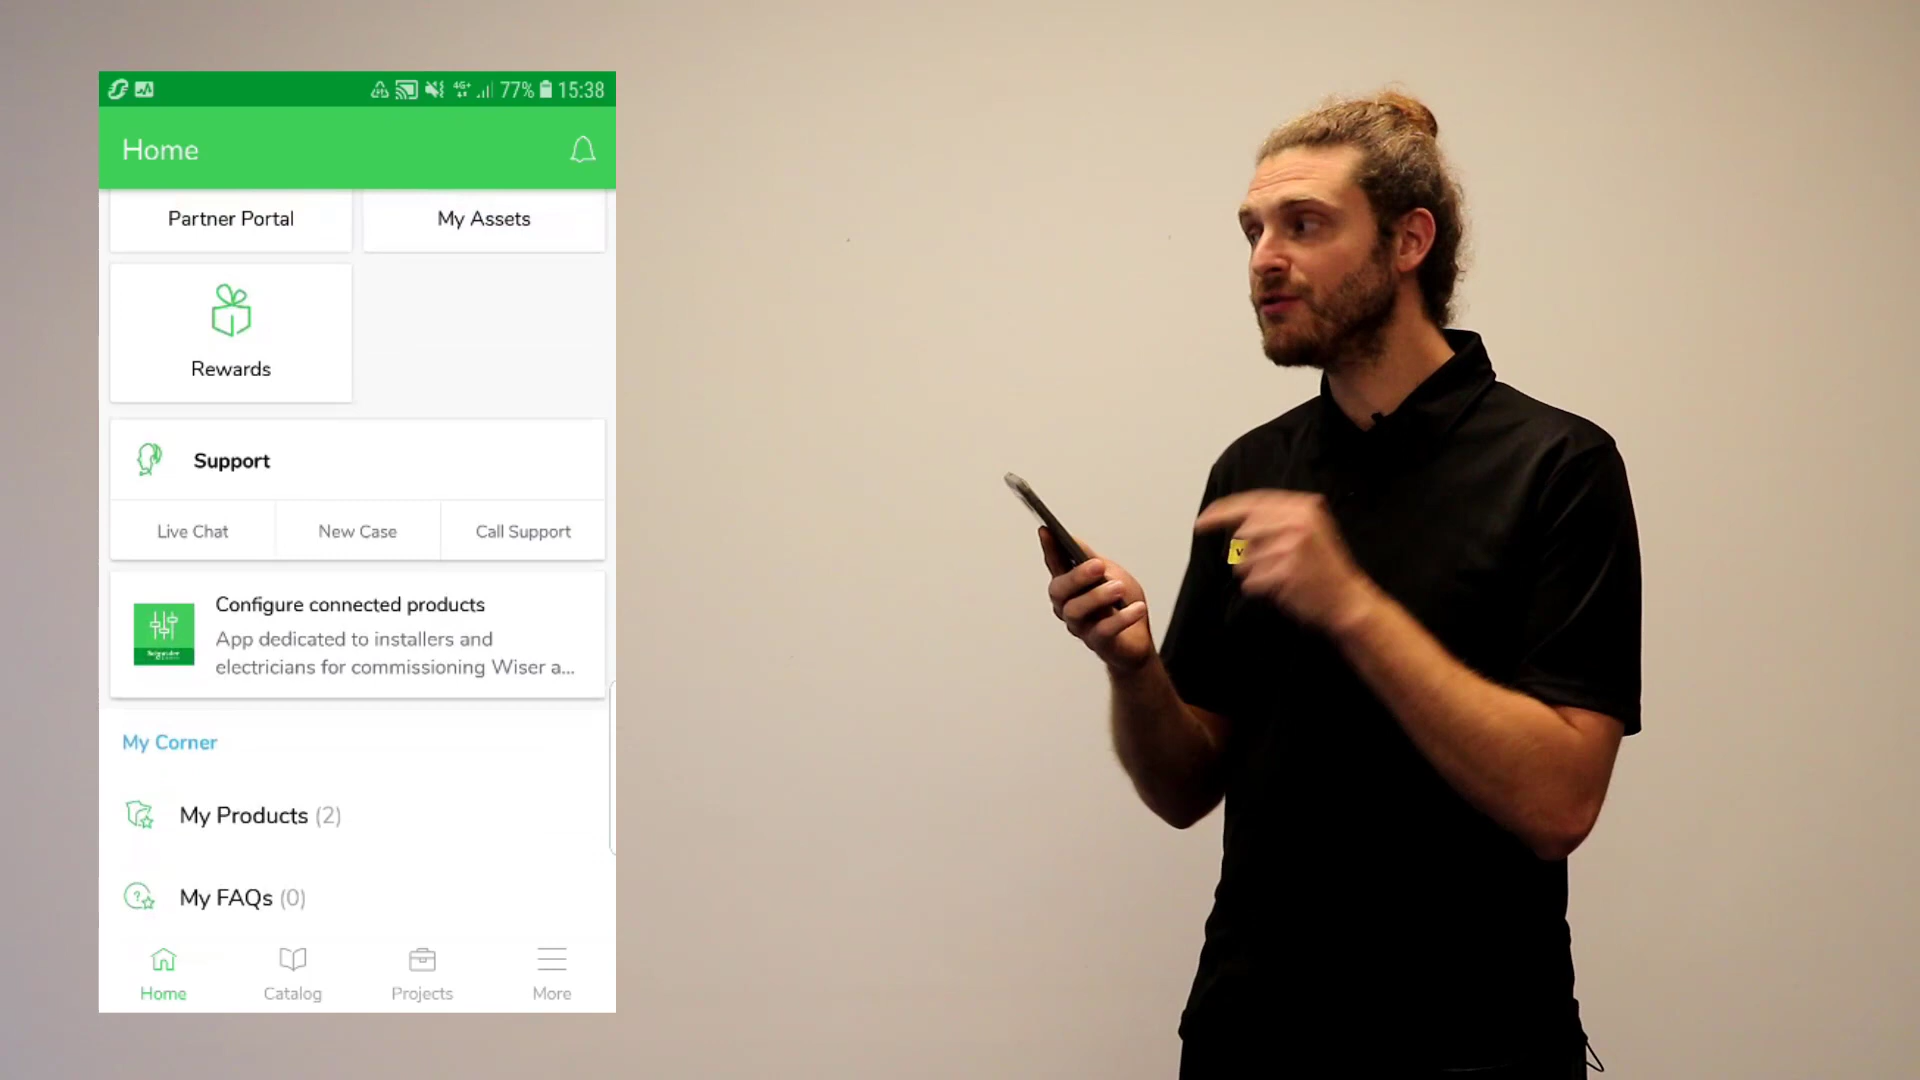 4G+ 77% 15:38
Home
Partner Portal
My Assets
Rewards
Support
Live Chat
New Case
Call Support
Configure connected products
App dedicated to installers and
electricians for commissioning Wiser a...
My Corner
My Products (2)
My FAQs (0)
Home
Catalog
Projects
More